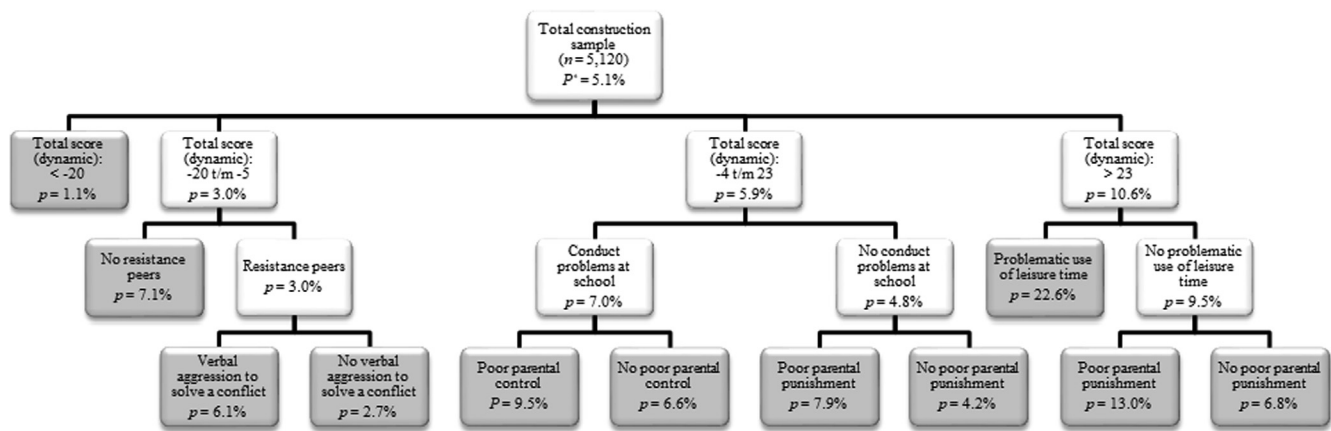 Total construction
sample
(n = 5,120)
P* = 5.1%
Total score
(dynamic):
< -20
p = 1.1%
Total score
(dynamic):
-20 t/m -5
p = 3.0%
Total score
(dynamic):
-4 t/m 23
p = 5.9%
Total score
(dynamic):
> 23
p = 10.6%
No resistance
peers
p = 7.1%
Resistance peers
p = 3.0%
Conduct
problems at
school
p = 7.0%
No conduct
problems at
school
p = 4.8%
Problematic use
of leisure time
p = 22.6%
No problematic
use of leisure
time
p = 9.5%
Verbal
aggression to
solve a conflict
p = 6.1%
No verbal
aggression to
solve a conflict
p = 2.7%
Poor parental
control
P = 9.5%
No poor parental
control
p = 6.6%
Poor parental
punishment
p = 7.9%
No poor parental
punishment
p = 4.2%
Poor parental
punishment
p = 13.0%
No poor parental
punishment
p = 6.8%